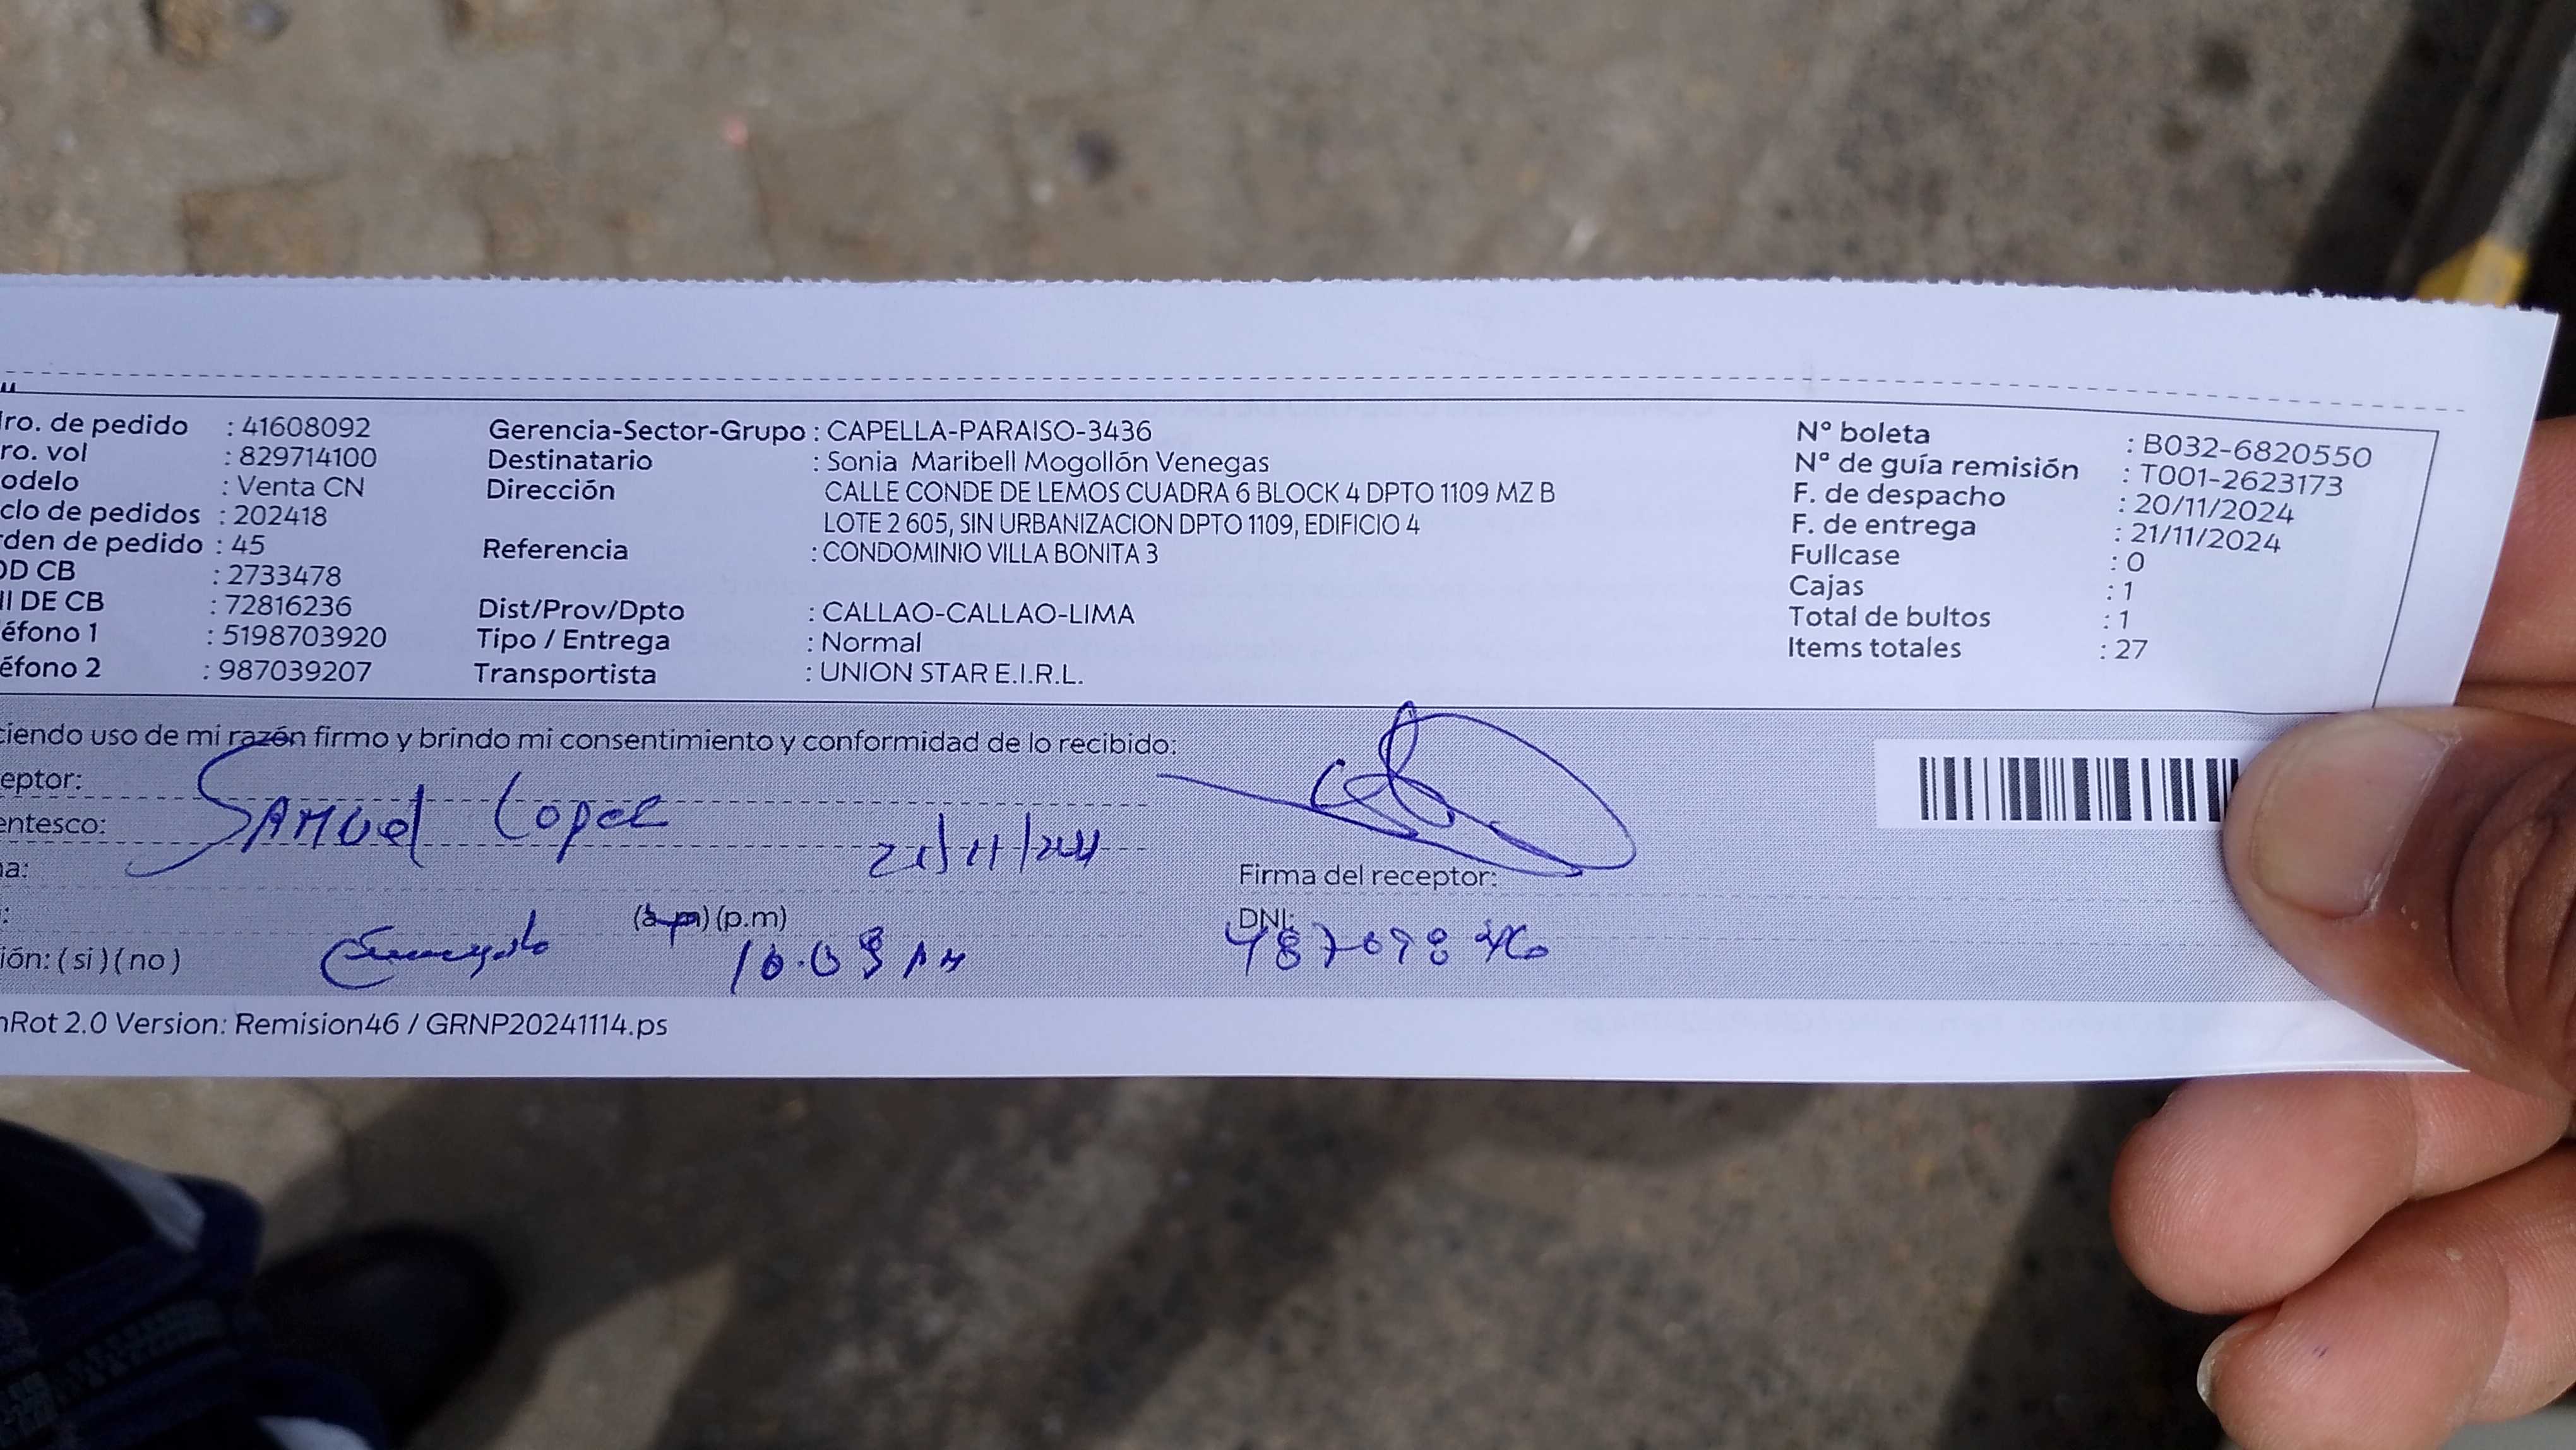 ro. de pedido : 41608092 Gerencia-Sector-Grupo : CAPELLA-PARAISO-3436 N° boleta : B032-6820550
ro. vol : 829714100 Destinatario : Sonia Maribell Mogollón Venegas N° de guía remisión : T001-2623173
odelo : Venta CN Dirección CALLE CONDE DE LEMOS CUADRA 6 BLOCK 4 DPTO 1109 MZ B F. de despacho : 20/11/2024
clo de pedidos : 202418 LOTE 2 605, SIN URBANIZACION DPTO 1109, EDIFICIO 4 F. de entrega : 21/11/2024
den de pedido : 45 Referencia : CONDOMINIO VILLA BONITA 3 Fullcase : 0
OD CB : 2733478 Cajas : 1
II DE CB : 72816236 Dist/Prov/Dpto : CALLAO-CALLAO-LIMA Total de bultos : 1
éfono 1 : 5198703920 Tipo / Entrega : Normal Items totales : 27
éfono 2 : 987039207 Transportista : UNION STAR E.I.R.L.
ciendo uso de mi razón firmo y brindo mi consentimiento y conformidad de lo recibido:
eptor: SAMUel Lopez
entesco:
na: 21/11/2024 Firma del receptor:
: (a.m) (p.m) DNI:
ión: ( si ) ( no ) 10.09 AM
nRot 2.0 Version: Remision46 / GRNP20241114.ps